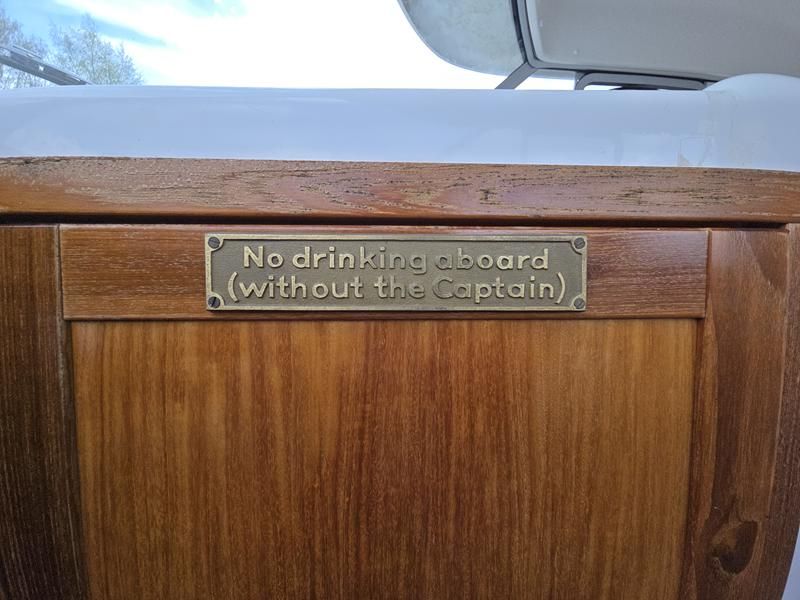 No drinking aboard
(without the Captain)